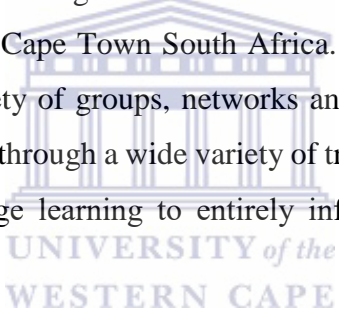 Cape Town South Africa.
ety of groups, networks an
through a wide variety of tr
ge learning to entirely inf
UNIVERSITY of the
WESTERN CAPE